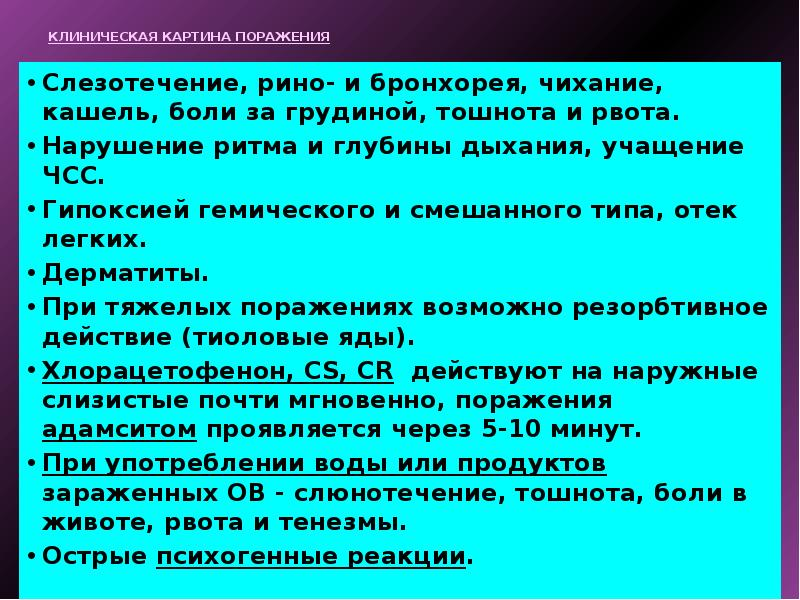 КЛИНИЧЕСКАЯ КАРТИНА ПОРАЖЕНИЯ
• Слезотечение, рино- и бронхорея, чихание,
кашель, боли за грудиной, тошнота и рвота.
• Нарушение ритма и глубины дыхания, учащение
ЧСС.
• Гипоксией гемического и смешанного типа, отек
легких.
• Дерматиты.
• При тяжелых поражениях возможно резорбтивное
действие (тиоловые яды).
• Хлорацетофенон, CS, CR действуют на наружные
слизистые почти мгновенно, поражения
адамситом проявляется через 5-10 минут.
• При употреблении воды или продуктов
зараженных ОВ - слюнотечение, тошнота, боли в
животе, рвота и тенезмы.
• Острые психогенные реакции.